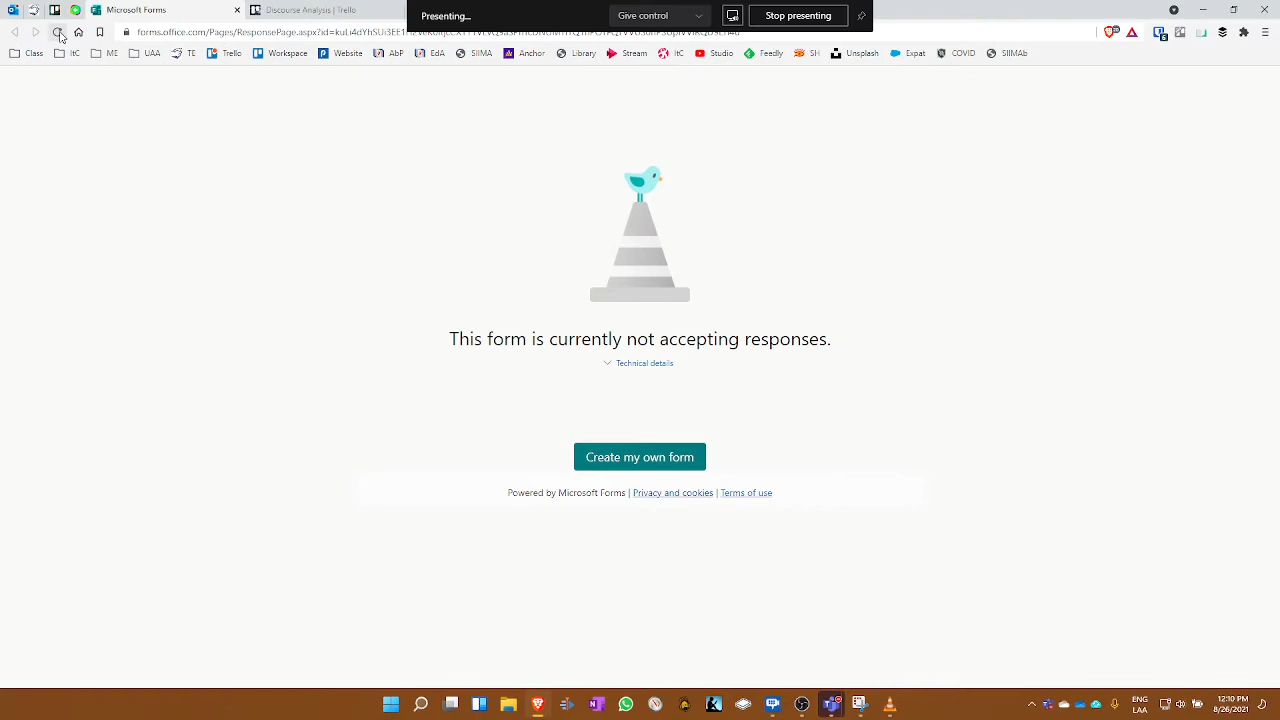 Microsoft Forms
Discourse Analysis | Trello
Presenting...
Give control
Stop presenting
Class
ItC
ME
UAA
TE
Trello
Workspace
Website
AbP
EdA
SIIMA
Anchor
Library
Stream
ItC
Studio
Feedly
SH
Unsplash
Expat
COVID
SIIMAb
This form is currently not accepting responses.
Technical details
Create my own form
Powered by Microsoft Forms | Privacy and cookies | Terms of use
ENG
LAA
12:10 PM
8/26/2021